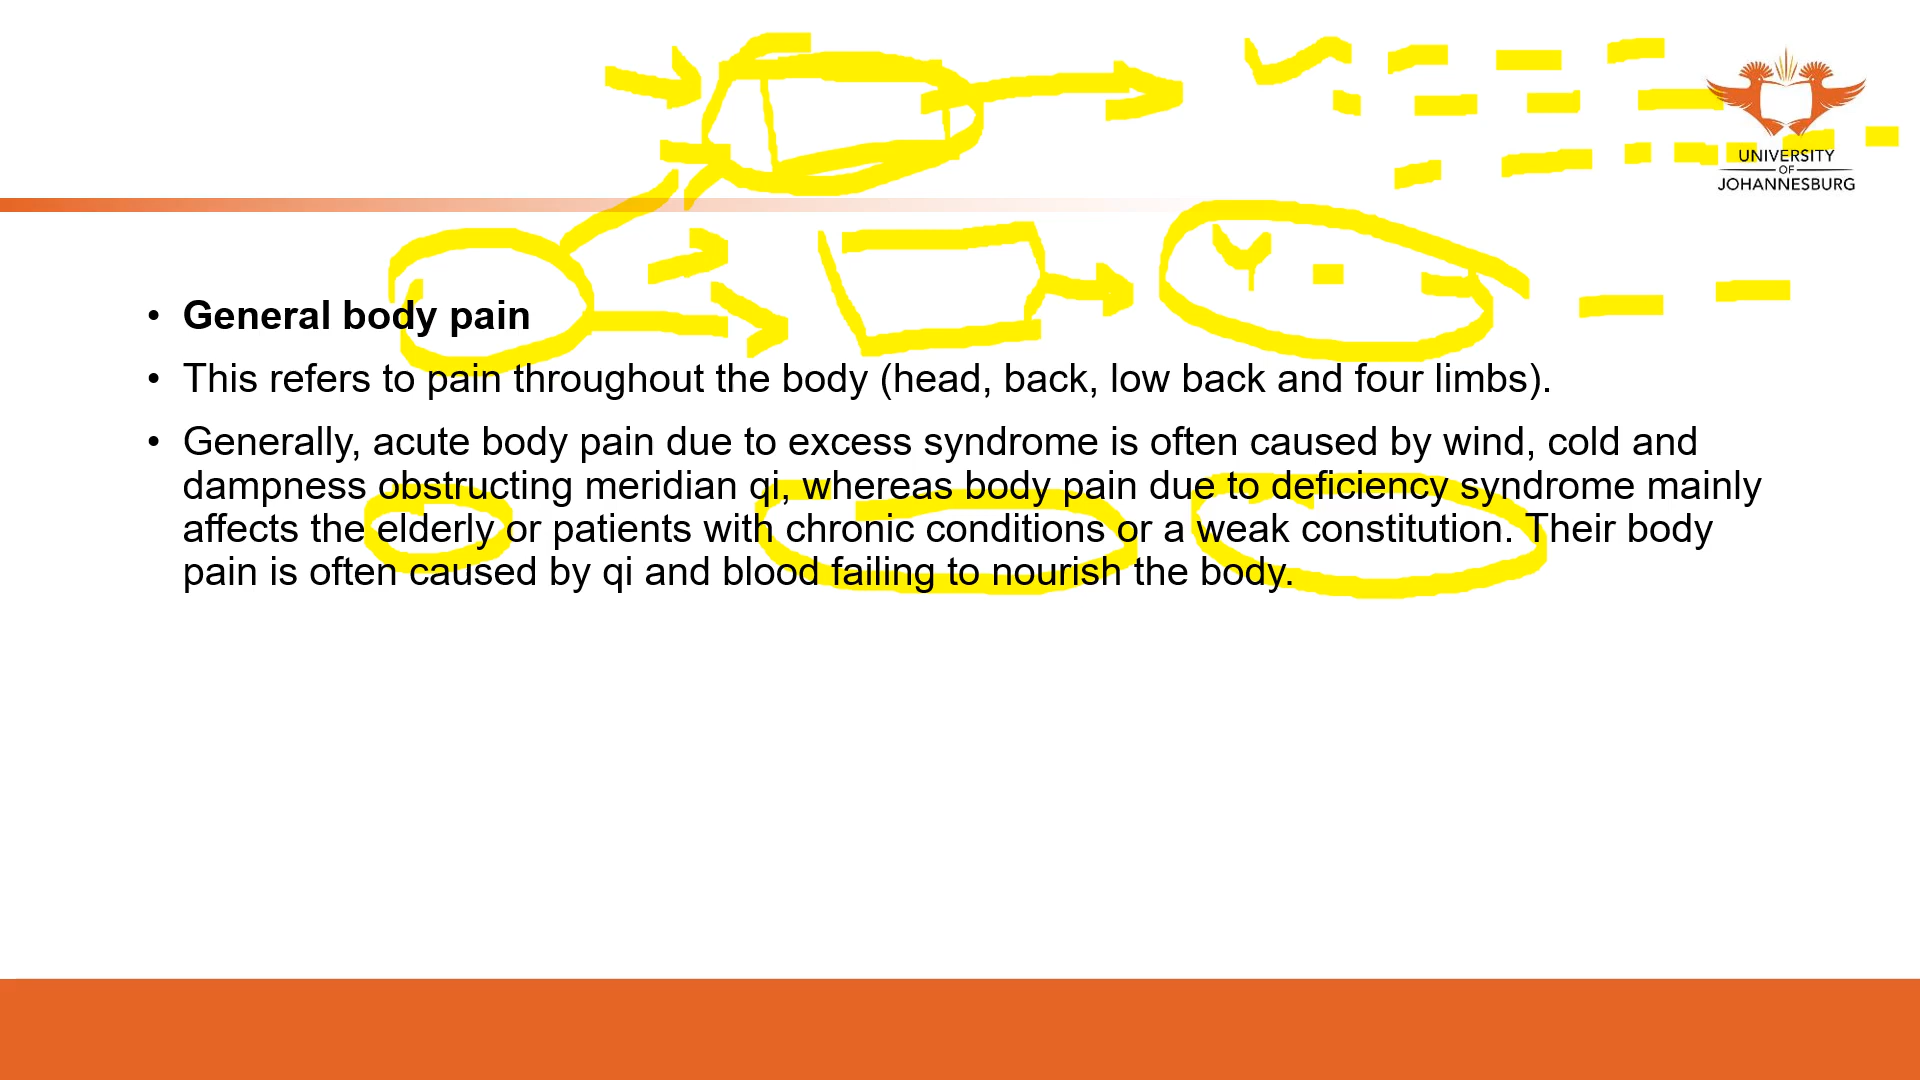 UNIVERSITY
OF
JOHANNESBURG
• General body pain
• This refers to pain throughout the body (head, back, low back and four limbs).
• Generally, acute body pain due to excess syndrome is often caused by wind, cold and
dampness obstructing meridian qi, whereas body pain due to deficiency syndrome mainly
affects the elderly or patients with chronic conditions or a weak constitution. Their body
pain is often caused by qi and blood failing to nourish the body.